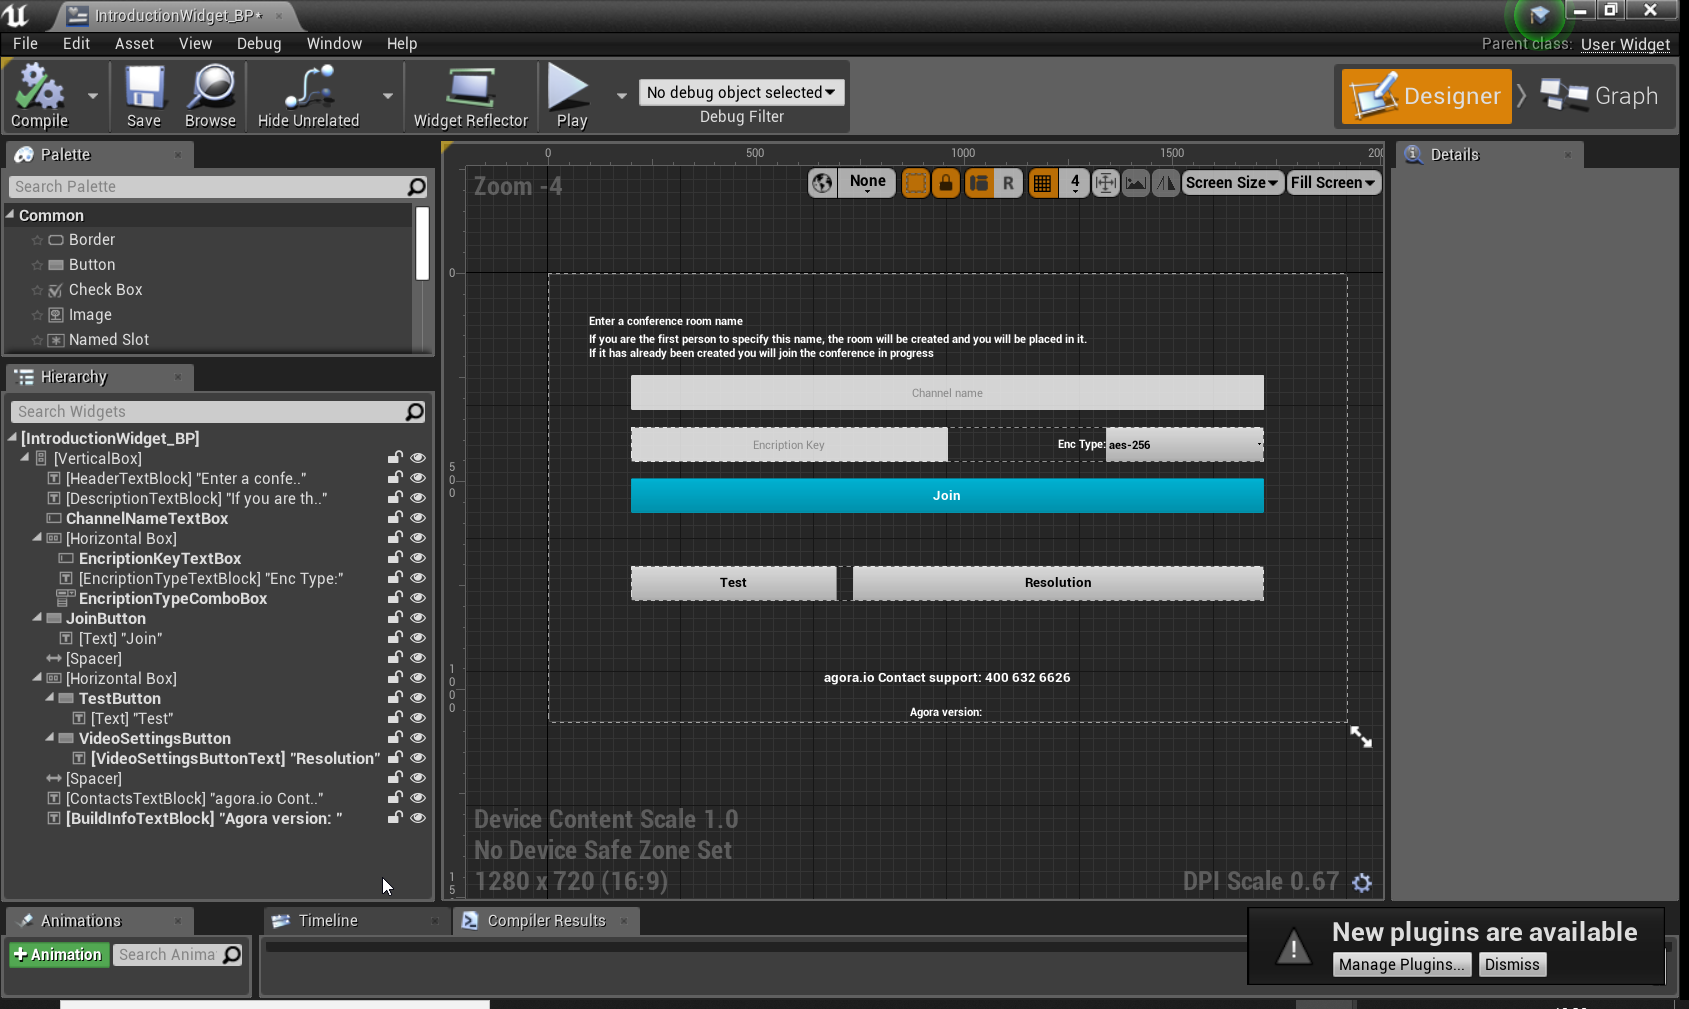 IntroductionWidget_BP*
File Edit Asset View Debug Window Help
Parent class: User Widget
Compile Save Browse Hide Unrelated Widget Reflector Play
No debug object selected
Debug Filter
Designer Graph
Palette
Search Palette
Common
Border
Button
Check Box
Image
Named Slot
Hierarchy
Search Widgets
[IntroductionWidget_BP]
[VerticalBox]
[HeaderTextBlock] "Enter a confe.."
[DescriptionTextBlock] "If you are th.."
ChannelNameTextBox
[Horizontal Box]
EncriptionKeyTextBox
[EncriptionTypeTextBlock] "Enc Type:"
EncriptionTypeComboBox
JoinButton
[Text] "Join"
[Spacer]
[Horizontal Box]
TestButton
[Text] "Test"
VideoSettingsButton
[VideoSettingsButtonText] "Resolution"
[Spacer]
[ContactsTextBlock] "agora.io Cont.."
[BuildInfoTextBlock] "Agora version: "
0 500 1000 1500 200
Zoom -4
None
R
4
Screen Size
Fill Screen
0
500
1000
15
Enter a conference room name
If you are the first person to specify this name, the room will be created and you will be placed in it.
If it has already been created you will join the conference in progress
Channel name
Encription Key
Enc Type: aes-256
Join
Test
Resolution
agora.io Contact support: 400 632 6626
Agora version:
Device Content Scale 1.0
No Device Safe Zone Set
1280 x 720 (16:9)
DPI Scale 0.67
Details
Animations
+ Animation
Search Anima
Timeline
Compiler Results
New plugins are available
Manage Plugins...
Dismiss